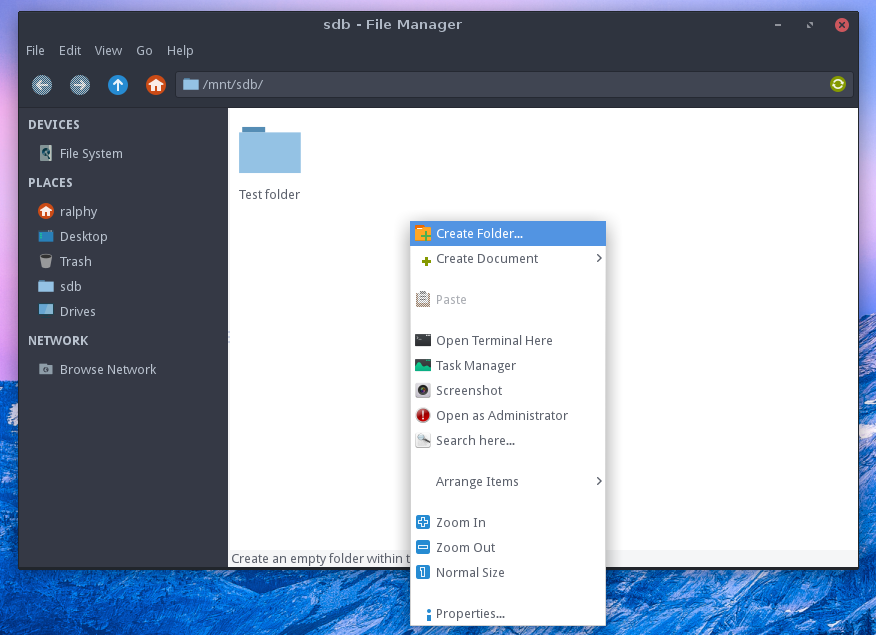 sdb - File Manager
File Edit View Go Help
/mnt/sdb/
DEVICES
File System
PLACES
ralphy
Desktop
Trash
sdb
Drives
NETWORK
Browse Network
Test folder
Create Folder...
Create Document
Paste
Open Terminal Here
Task Manager
Screenshot
Open as Administrator
Search here...
Arrange Items
Zoom In
Zoom Out
Normal Size
Properties...
Create an empty folder within